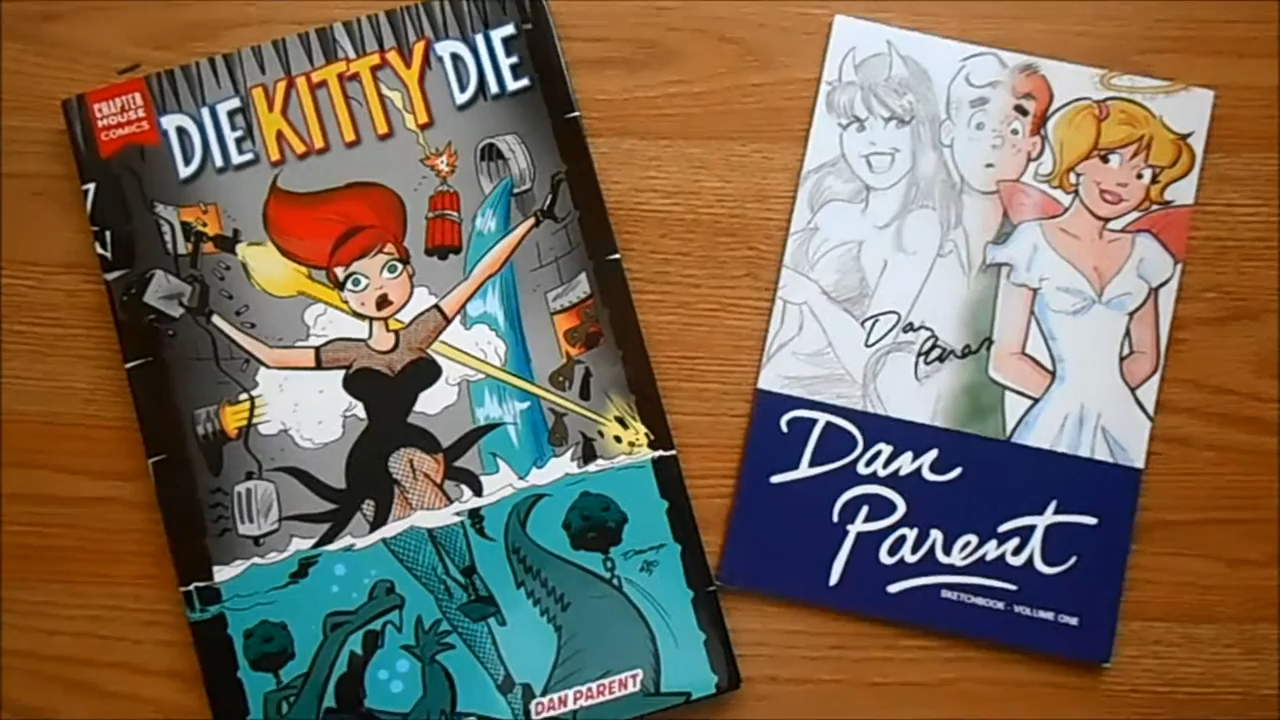 CHAPTER
HOUSE
COMICS
DIE KITTY DIE
DAN PARENT
Dan
Parent
Dan
Parent
SKETCHBOOK - VOLUME ONE